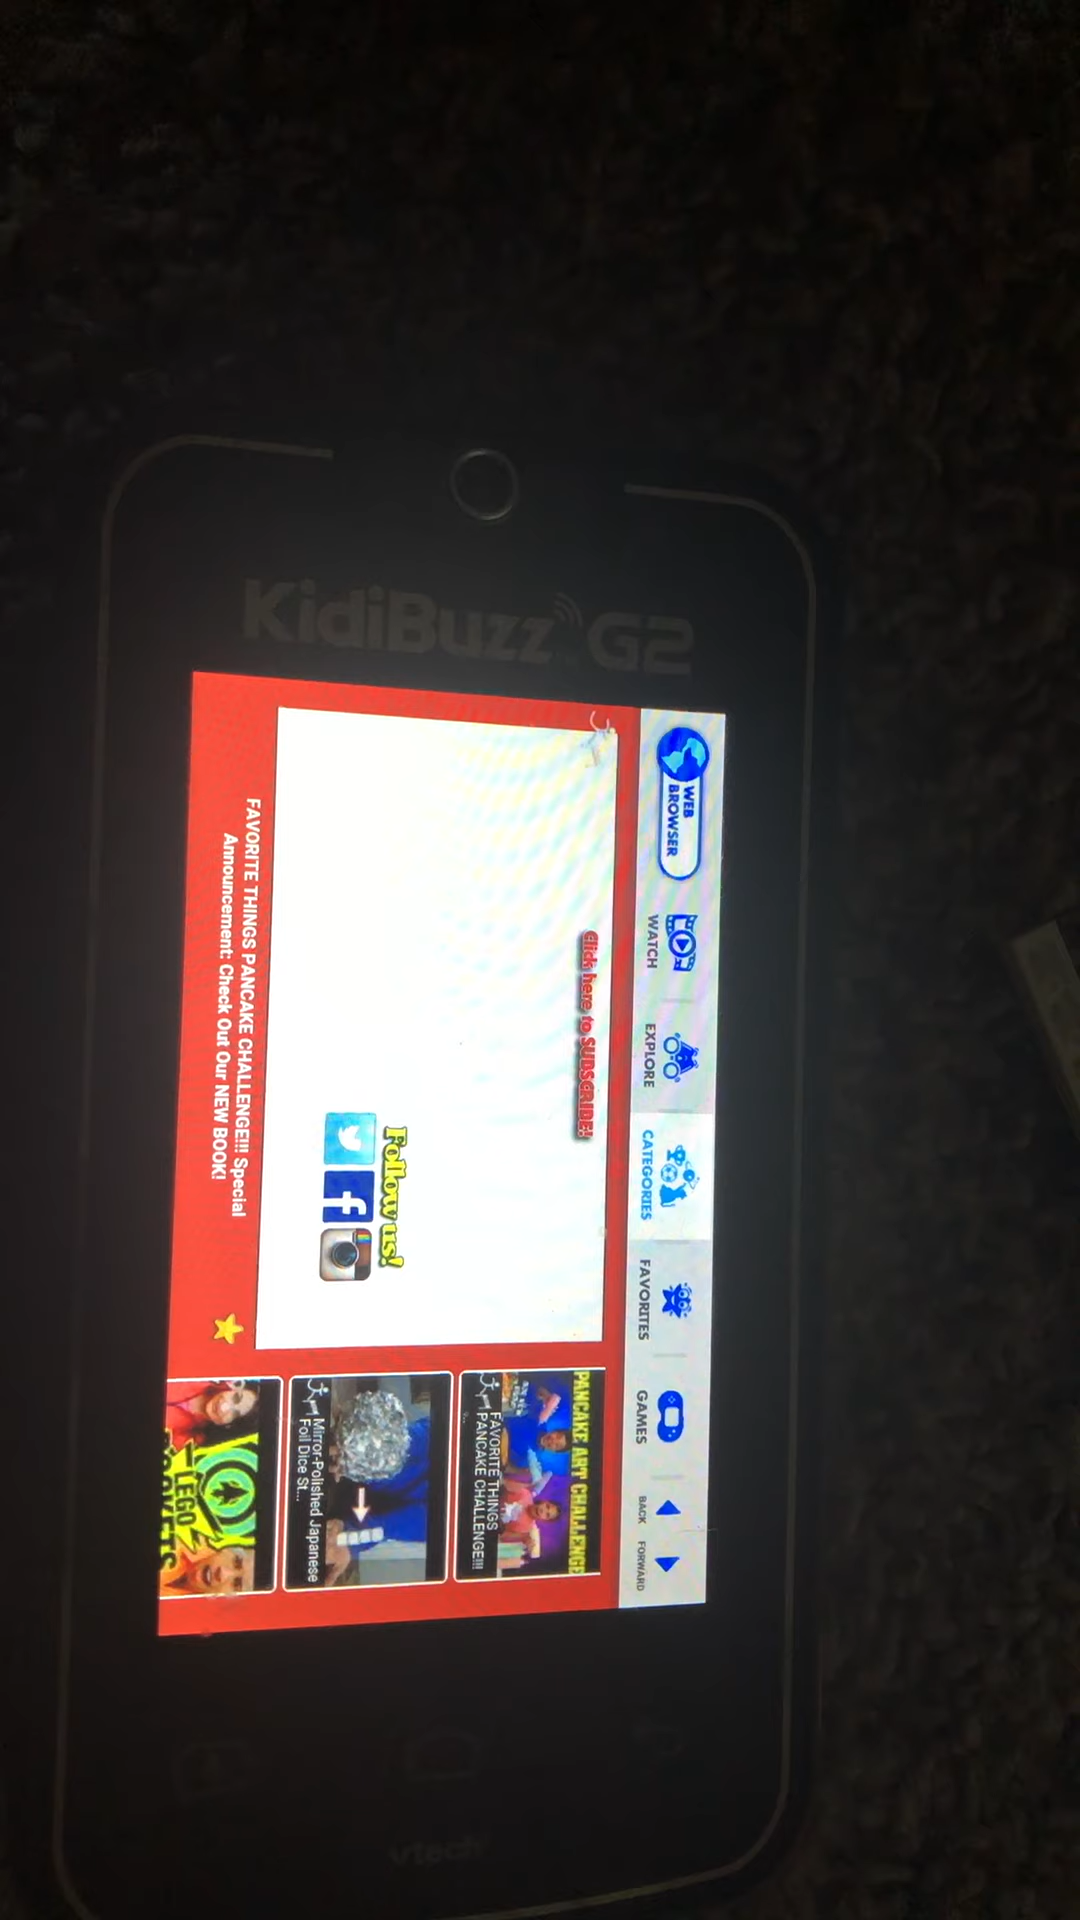 KidiBuzz G2
WEB
BROWSER
WATCH
EXPLORE
CATEGORIES
FAVORITES
GAMES
BACK
FORWARD
Click here to SUBSCRIBE!
Follow us!
FAVORITE THINGS PANCAKE CHALLENGE!!! Special
Announcement: Check Out Our NEW BOOK!
PANCAKE ART CHALLENGE
FAVORITE THINGS
PANCAKE CHALLENGE!!!
...
Mirror-Polished Japanese
Foil Dice St...
LEGO
vtech